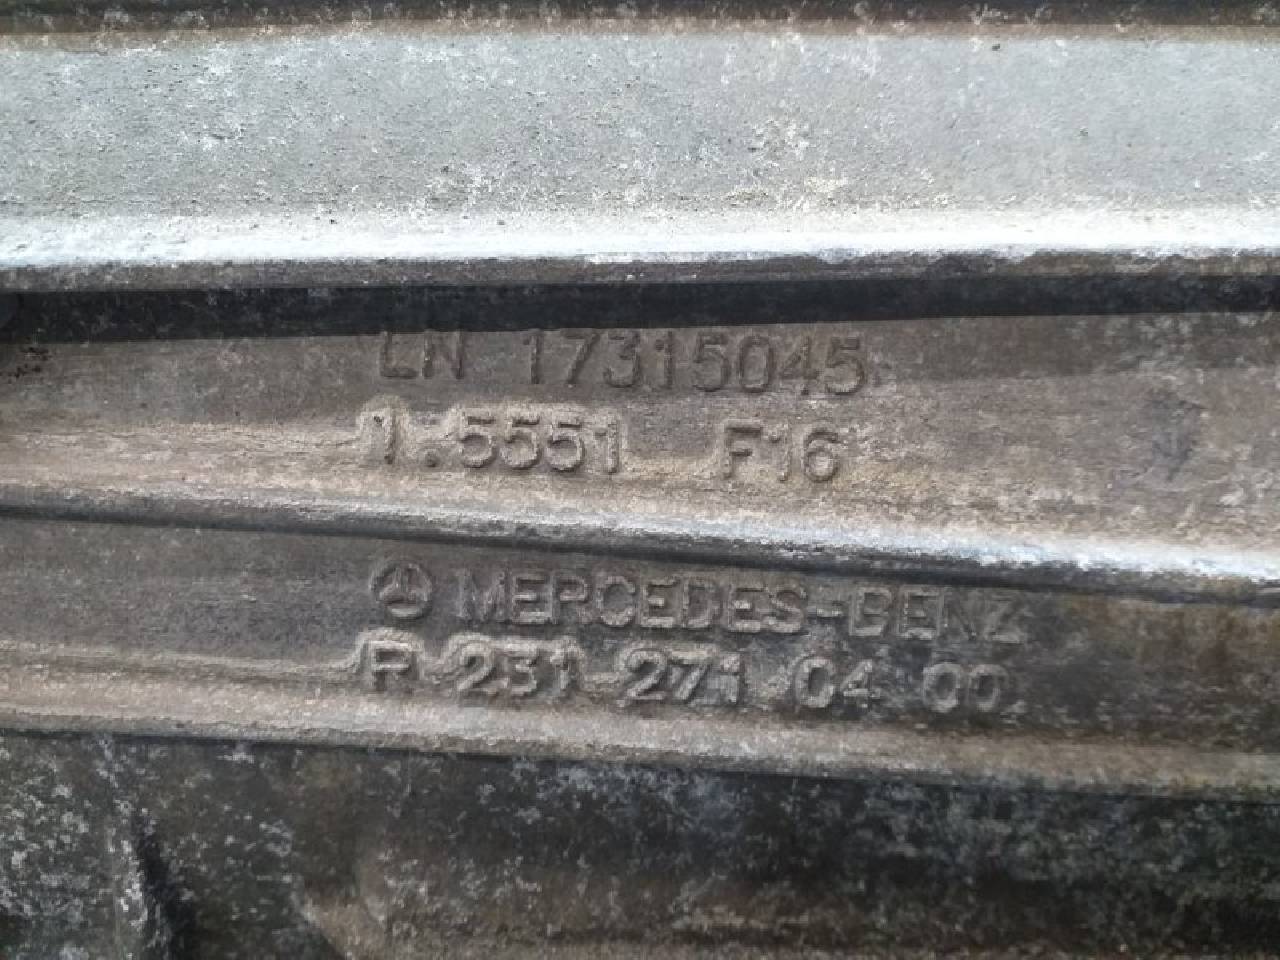 LN 17315045
1.5551 F16
MERCEDES-BENZ
R 231 271 04 00